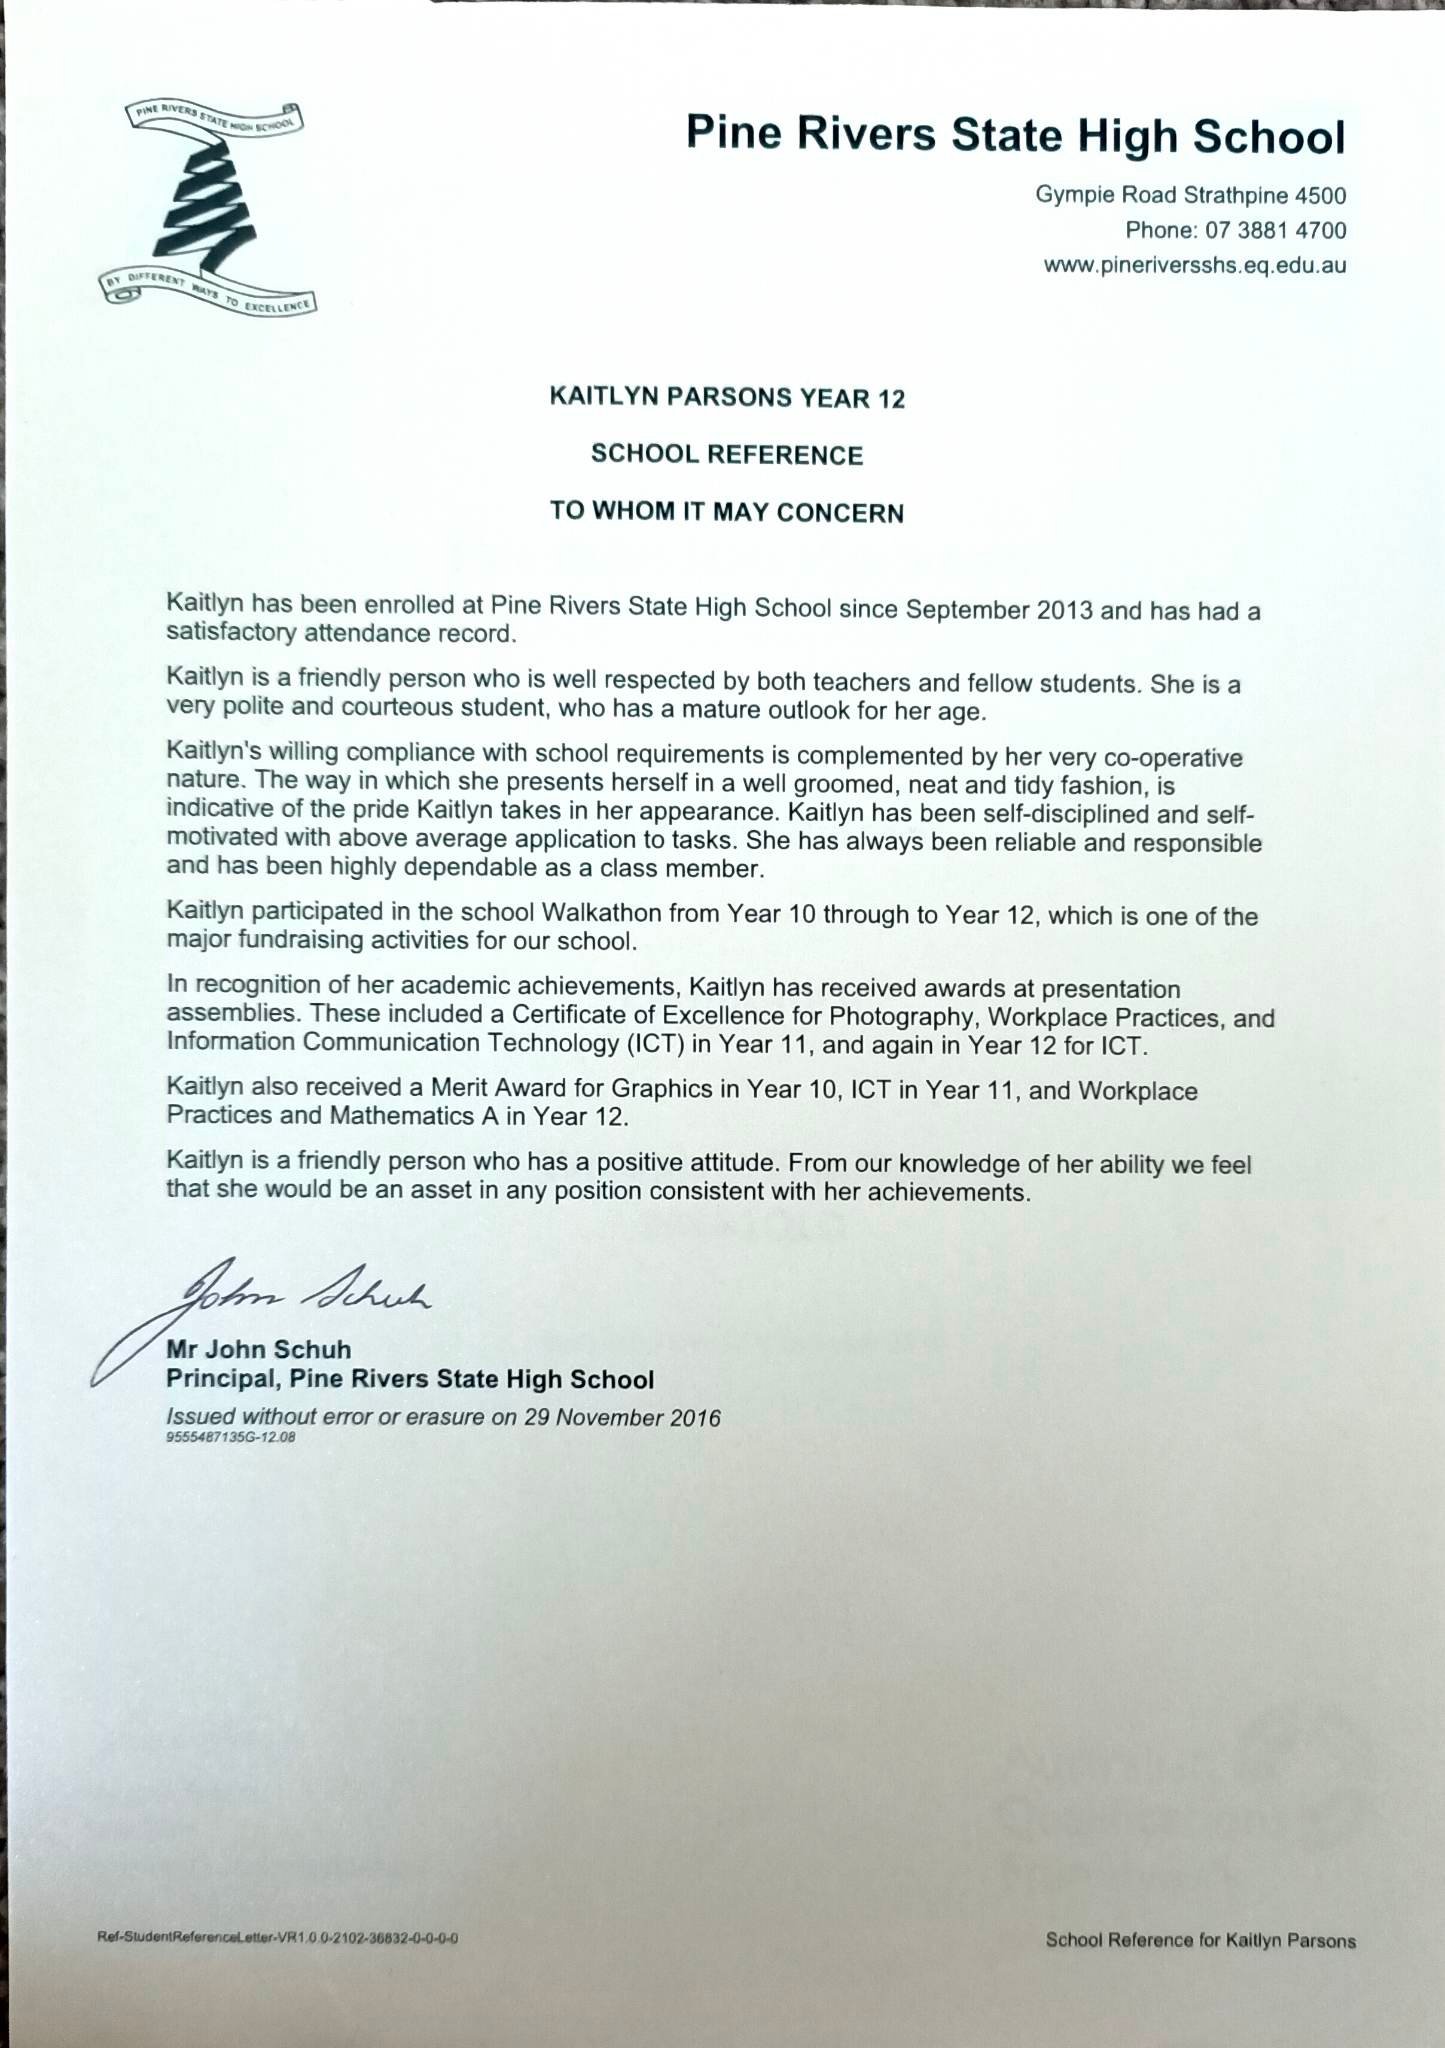 PINE RIVERS STATE HIGH SCHOOL
BY DIFFERENT WAYS TO EXCELLENCE
Pine Rivers State High School
Gympie Road Strathpine 4500
Phone: 07 3881 4700
www.pineriversshs.eq.edu.au
KAITLYN PARSONS YEAR 12
SCHOOL REFERENCE
TO WHOM IT MAY CONCERN
Kaitlyn has been enrolled at Pine Rivers State High School since September 2013 and has had a
satisfactory attendance record.
Kaitlyn is a friendly person who is well respected by both teachers and fellow students. She is a
very polite and courteous student, who has a mature outlook for her age.
Kaitlyn's willing compliance with school requirements is complemented by her very co-operative
nature. The way in which she presents herself in a well groomed, neat and tidy fashion, is
indicative of the pride Kaitlyn takes in her appearance. Kaitlyn has been self-disciplined and self-
motivated with above average application to tasks. She has always been reliable and responsible
and has been highly dependable as a class member.
Kaitlyn participated in the school Walkathon from Year 10 through to Year 12, which is one of the
major fundraising activities for our school.
In recognition of her academic achievements, Kaitlyn has received awards at presentation
assemblies. These included a Certificate of Excellence for Photography, Workplace Practices, and
Information Communication Technology (ICT) in Year 11, and again in Year 12 for ICT.
Kaitlyn also received a Merit Award for Graphics in Year 10, ICT in Year 11, and Workplace
Practices and Mathematics A in Year 12.
Kaitlyn is a friendly person who has a positive attitude. From our knowledge of her ability we feel
that she would be an asset in any position consistent with her achievements.
John Schuh
Mr John Schuh
Principal, Pine Rivers State High School
Issued without error or erasure on 29 November 2016
9555487135G-12.08
Ref-StudentReferenceLetter-VR1.0.0-2102-36832-0-0-0-0
School Reference for Kaitlyn Parsons